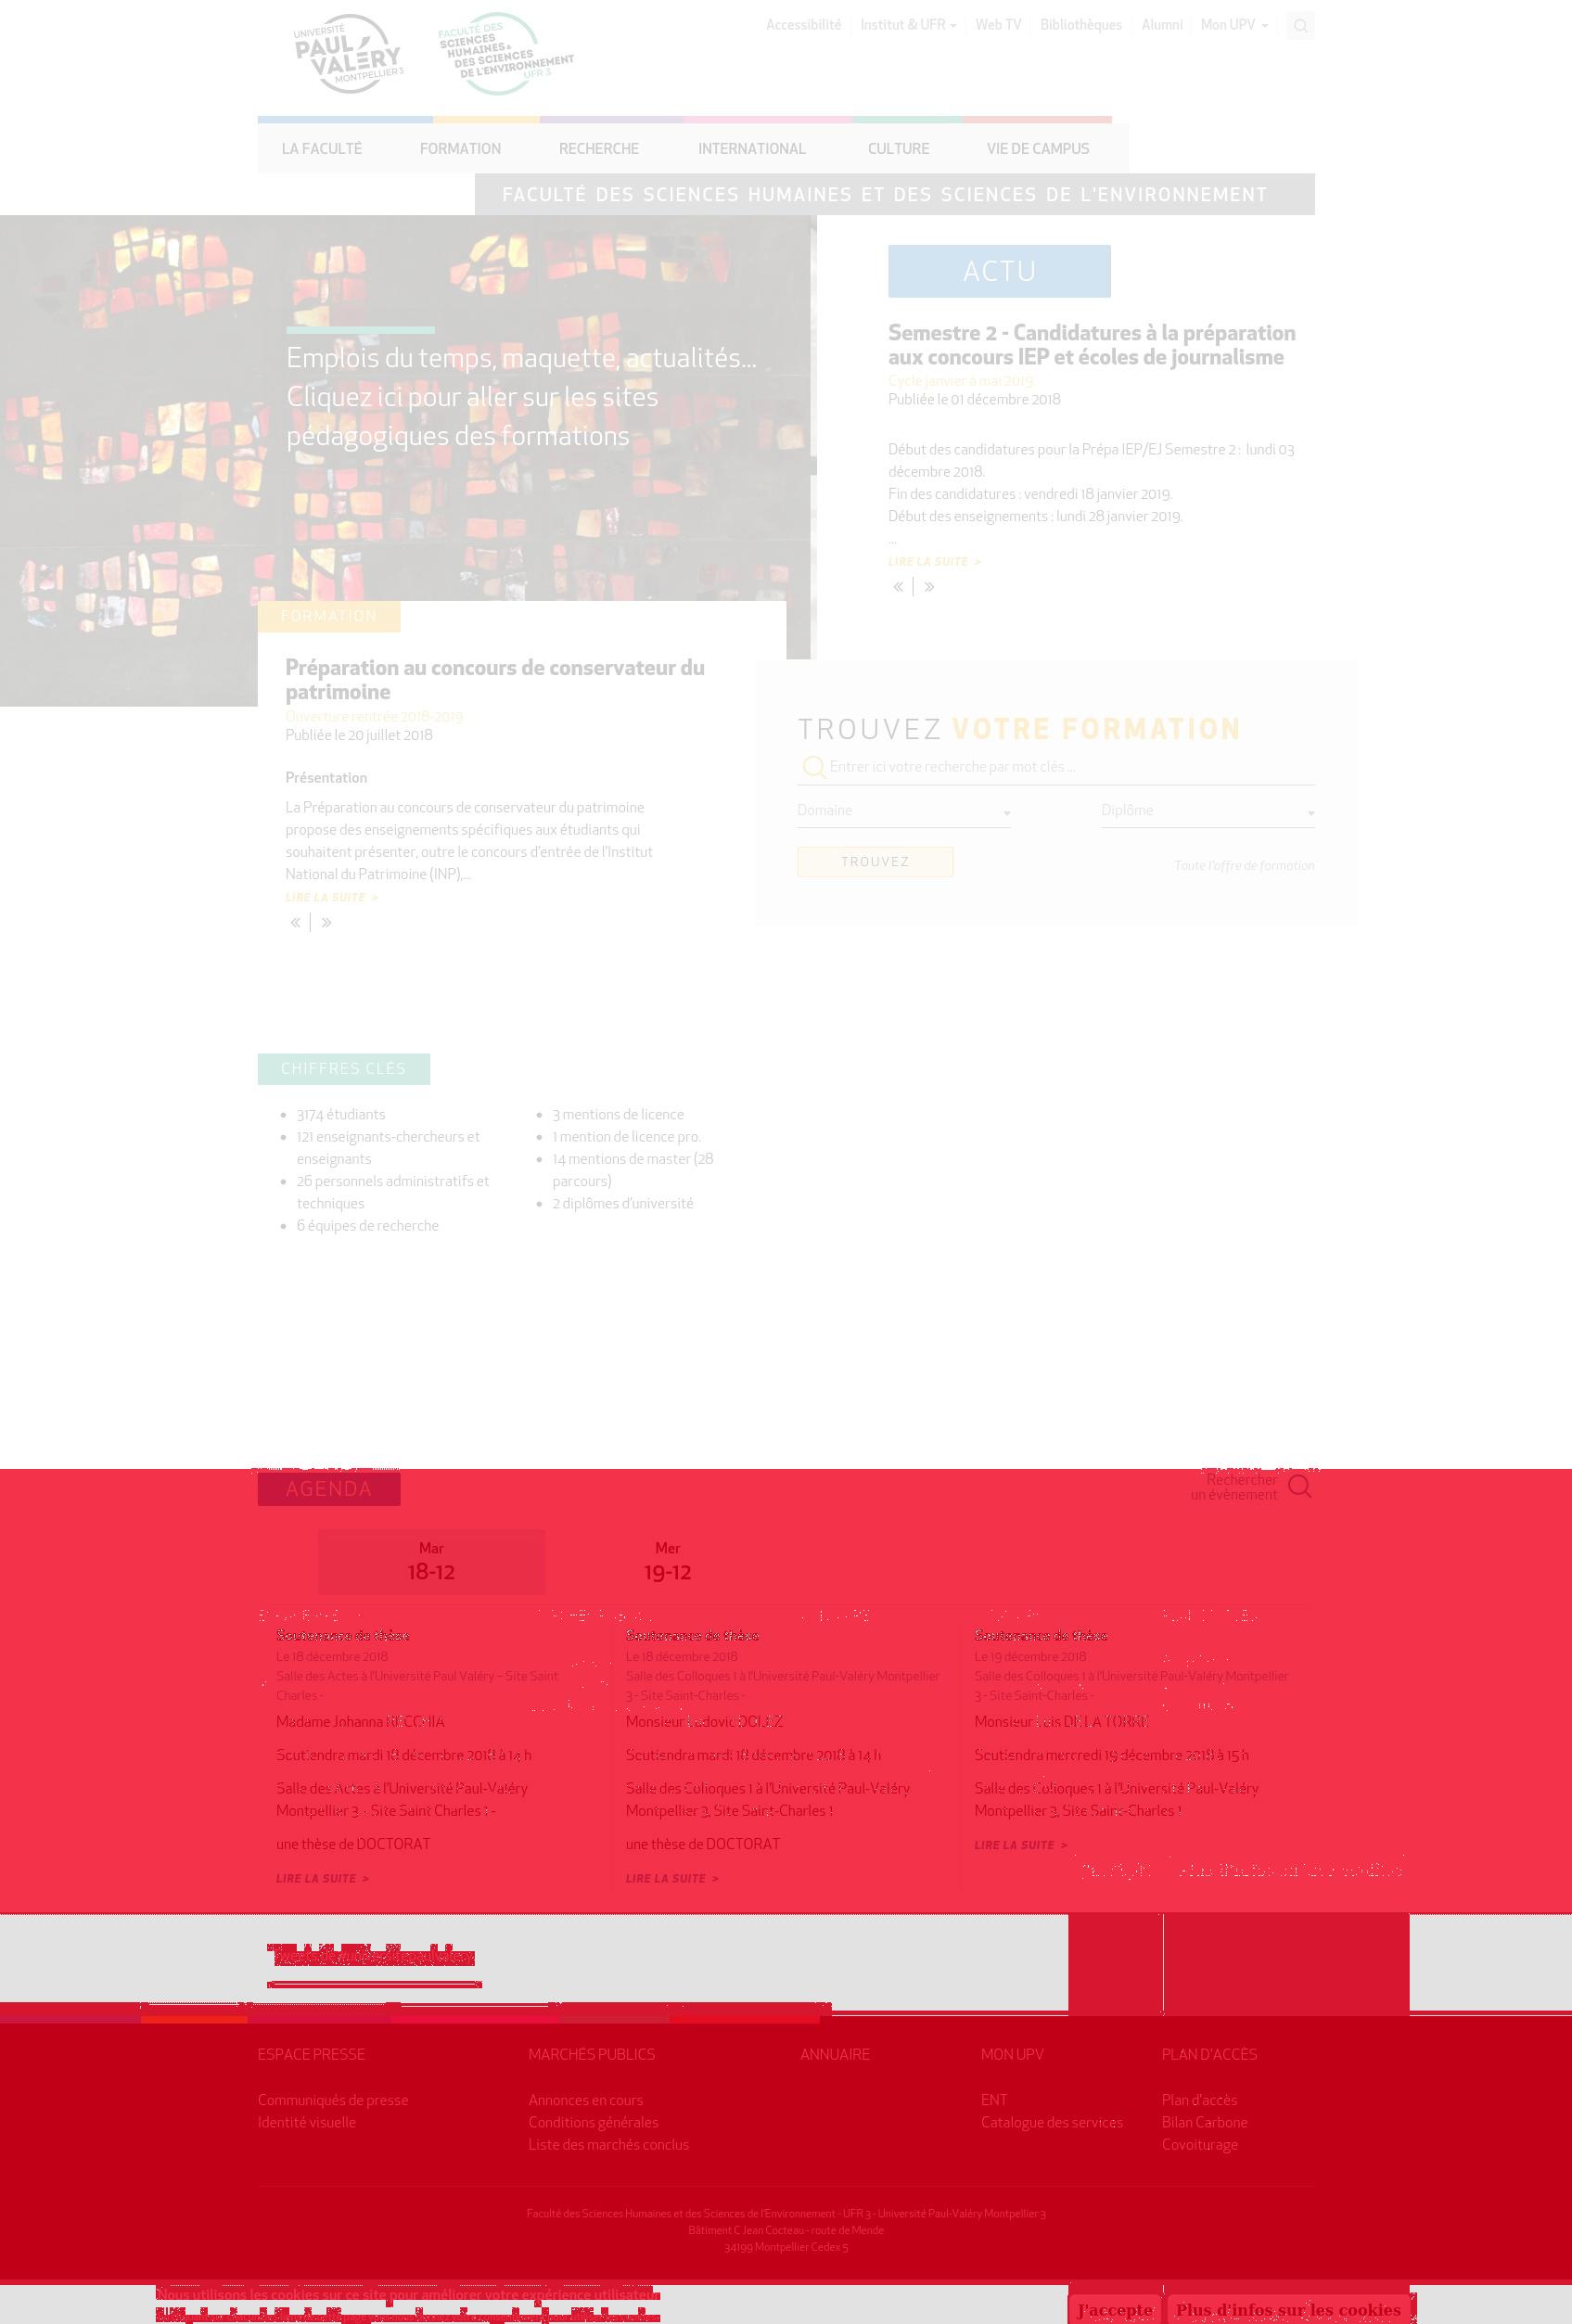 UNIVERSITÉ
PAUL
VALÉRY
MONTPELLIER 3
FACULTÉ DES
SCIENCES
HUMAINES &
DES SCIENCES
DE L'ENVIRONNEMENT
UFR 3
Accessibilité
Institut & UFR
Web TV
Bibliothèques
Alumni
Mon UPV
LA FACULTÉ
FORMATION
RECHERCHE
INTERNATIONAL
CULTURE
VIE DE CAMPUS
FACULTÉ DES SCIENCES HUMAINES ET DES SCIENCES DE L'ENVIRONNEMENT
Emplois du temps, maquette, actualités...
Cliquez ici pour aller sur les sites
pédagogiques des formations
ACTU
Semestre 2 - Candidatures à la préparation
aux concours IEP et écoles de journalisme
Cycle janvier à mai 2019
Publiée le 01 décembre 2018
Début des candidatures pour la Prépa IEP/EJ Semestre 2 : lundi 03
décembre 2018.
Fin des candidatures : vendredi 18 janvier 2019.
Début des enseignements : lundi 28 janvier 2019.
...
LIRE LA SUITE >
« | »
FORMATION
Préparation au concours de conservateur du
patrimoine
Ouverture rentrée 2018-2019
Publiée le 20 juillet 2018
Présentation
La Préparation au concours de conservateur du patrimoine
propose des enseignements spécifiques aux étudiants qui
souhaitent présenter, outre le concours d'entrée de l'Institut
National du Patrimoine (INP),...
LIRE LA SUITE >
« | »
TROUVEZ VOTRE FORMATION
Entrer ici votre recherche par mot clés ...
Domaine
Diplôme
TROUVEZ
Toute l'offre de formation
CHIFFRES CLÉS
3174 étudiants
121 enseignants-chercheurs et
enseignants
26 personnels administratifs et
techniques
6 équipes de recherche
3 mentions de licence
1 mention de licence pro.
14 mentions de master (28
parcours)
2 diplômes d'université
AGENDA
Rechercher
un évènement
Mar
18-12
Mer
19-12
Soutenance de thèse
Le 18 décembre 2018
Salle des Actes à l'Université Paul Valéry – Site Saint
Charles -
Madame Johanna RECCHIA
Soutiendra mardi 18 décembre 2018 à 14 h
Salle des Actes à l'Université Paul-Valéry
Montpellier 3 - Site Saint Charles 1 -
une thèse de DOCTORAT
LIRE LA SUITE >
Soutenance de thèse
Le 18 décembre 2018
Salle des Colloques 1 à l'Université Paul-Valéry Montpellier
3 - Site Saint-Charles -
Monsieur Ludovic
Soutiendra mardi 18 décembre 2018 à 14 h
Salle des Colloques 1 à l'Université Paul-Valéry
Montpellier 3, Site Saint-Charles 1
une thèse de DOCTORAT
LIRE LA SUITE >
Soutenance de thèse
Le 19 décembre 2018
Salle des Colloques 1 à l'Université Paul-Valéry Montpellier
3 - Site Saint-Charles -
Monsieur Luis DE LA TORRE
Soutiendra mercredi 19 décembre 2018 à 15 h
Salle des Colloques 1 à l'Université Paul-Valéry
Montpellier 3, Site Saint-Charles 1
LIRE LA SUITE >
ESPACE PRESSE
Communiqués de presse
Identité visuelle
MARCHÉS PUBLICS
Annonces en cours
Conditions générales
Liste des marchés conclus
ANNUAIRE
MON UPV
ENT
Catalogue des services
PLAN D'ACCÈS
Plan d'accès
Bilan Carbone
Covoiturage
Faculté des Sciences Humaines et des Sciences de l'Environnement - UFR 3 - Université Paul-Valéry Montpellier 3
Bâtiment C Jean Cocteau - route de Mende
34199 Montpellier Cedex 5
Nous utilisons les cookies sur ce site pour améliorer votre expérience utilisateur
J'accepte
Plus d'infos sur les cookies